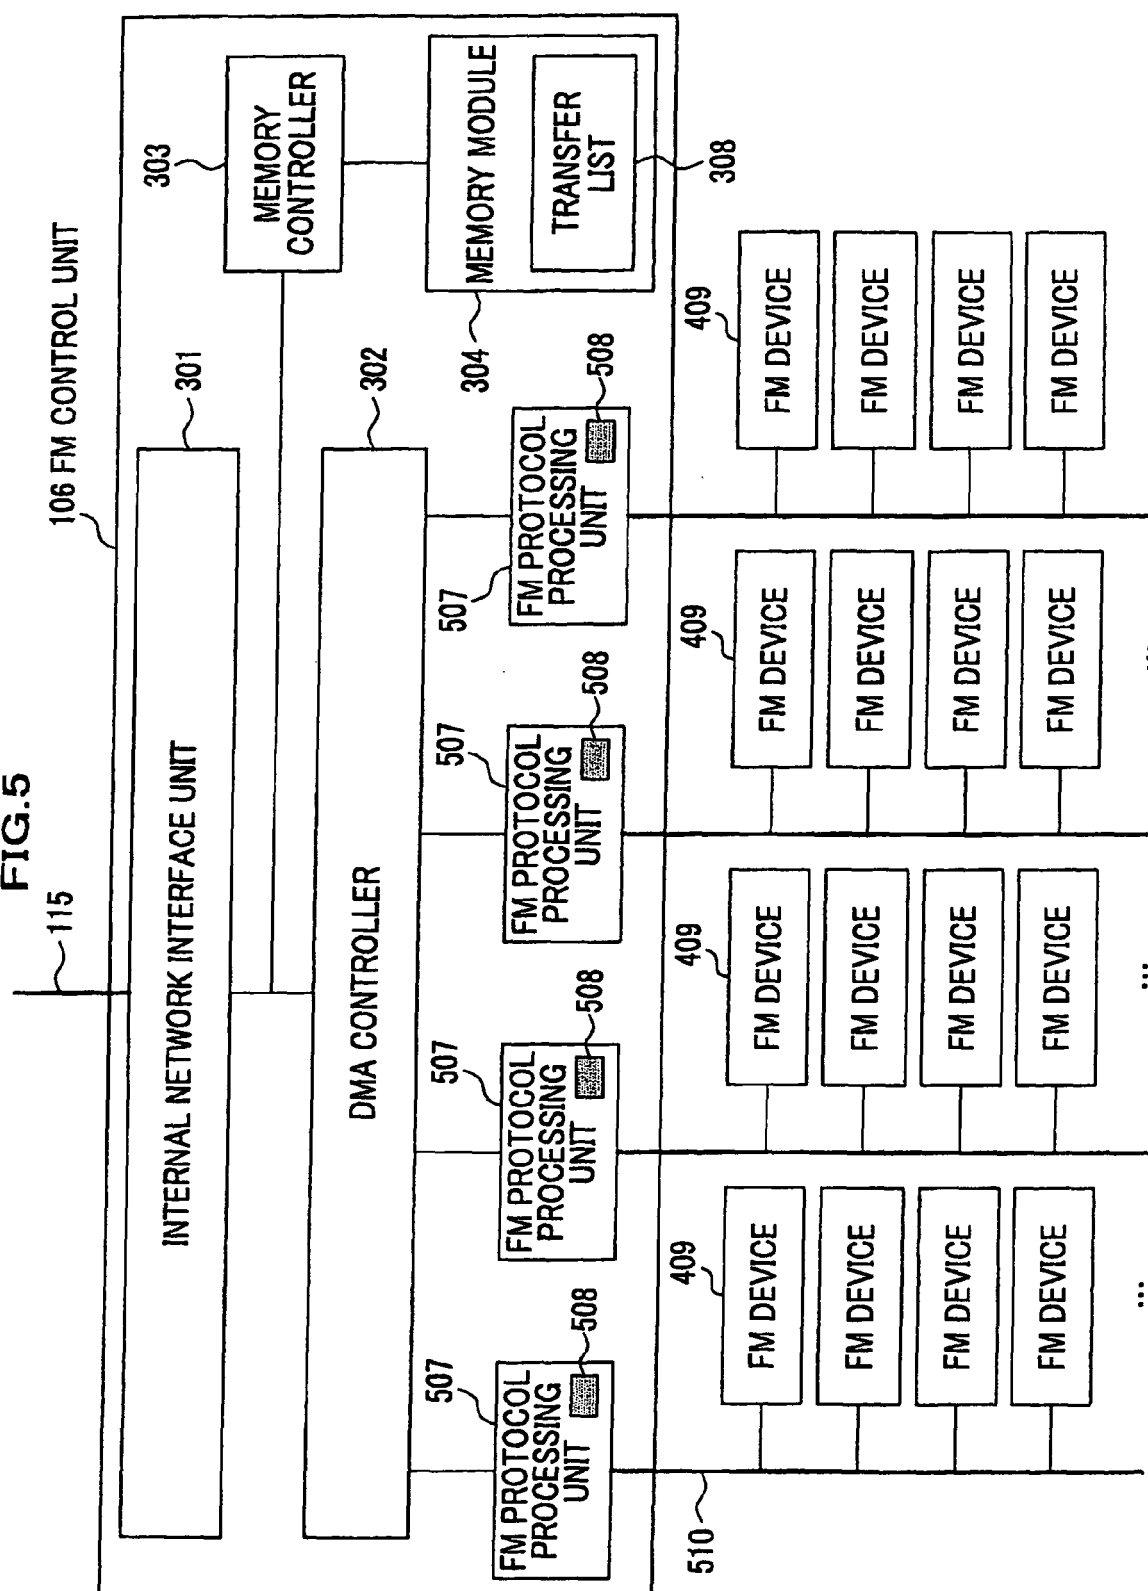 FIG.5
115
106 FM CONTROL UNIT
301
303
INTERNAL NETWORK INTERFACE UNIT
MEMORY
CONTROLLER
302
DMA CONTROLLER
304
MEMORY MODULE
TRANSFER
LIST
308
507
FM PROTOCOL
PROCESSING
UNIT
508
507
FM PROTOCOL
PROCESSING
UNIT
508
507
FM PROTOCOL
PROCESSING
UNIT
508
507
FM PROTOCOL
PROCESSING
UNIT
508
510
409
FM DEVICE
FM DEVICE
FM DEVICE
FM DEVICE
...
409
FM DEVICE
FM DEVICE
FM DEVICE
FM DEVICE
...
409
FM DEVICE
FM DEVICE
FM DEVICE
FM DEVICE
409
FM DEVICE
FM DEVICE
FM DEVICE
FM DEVICE